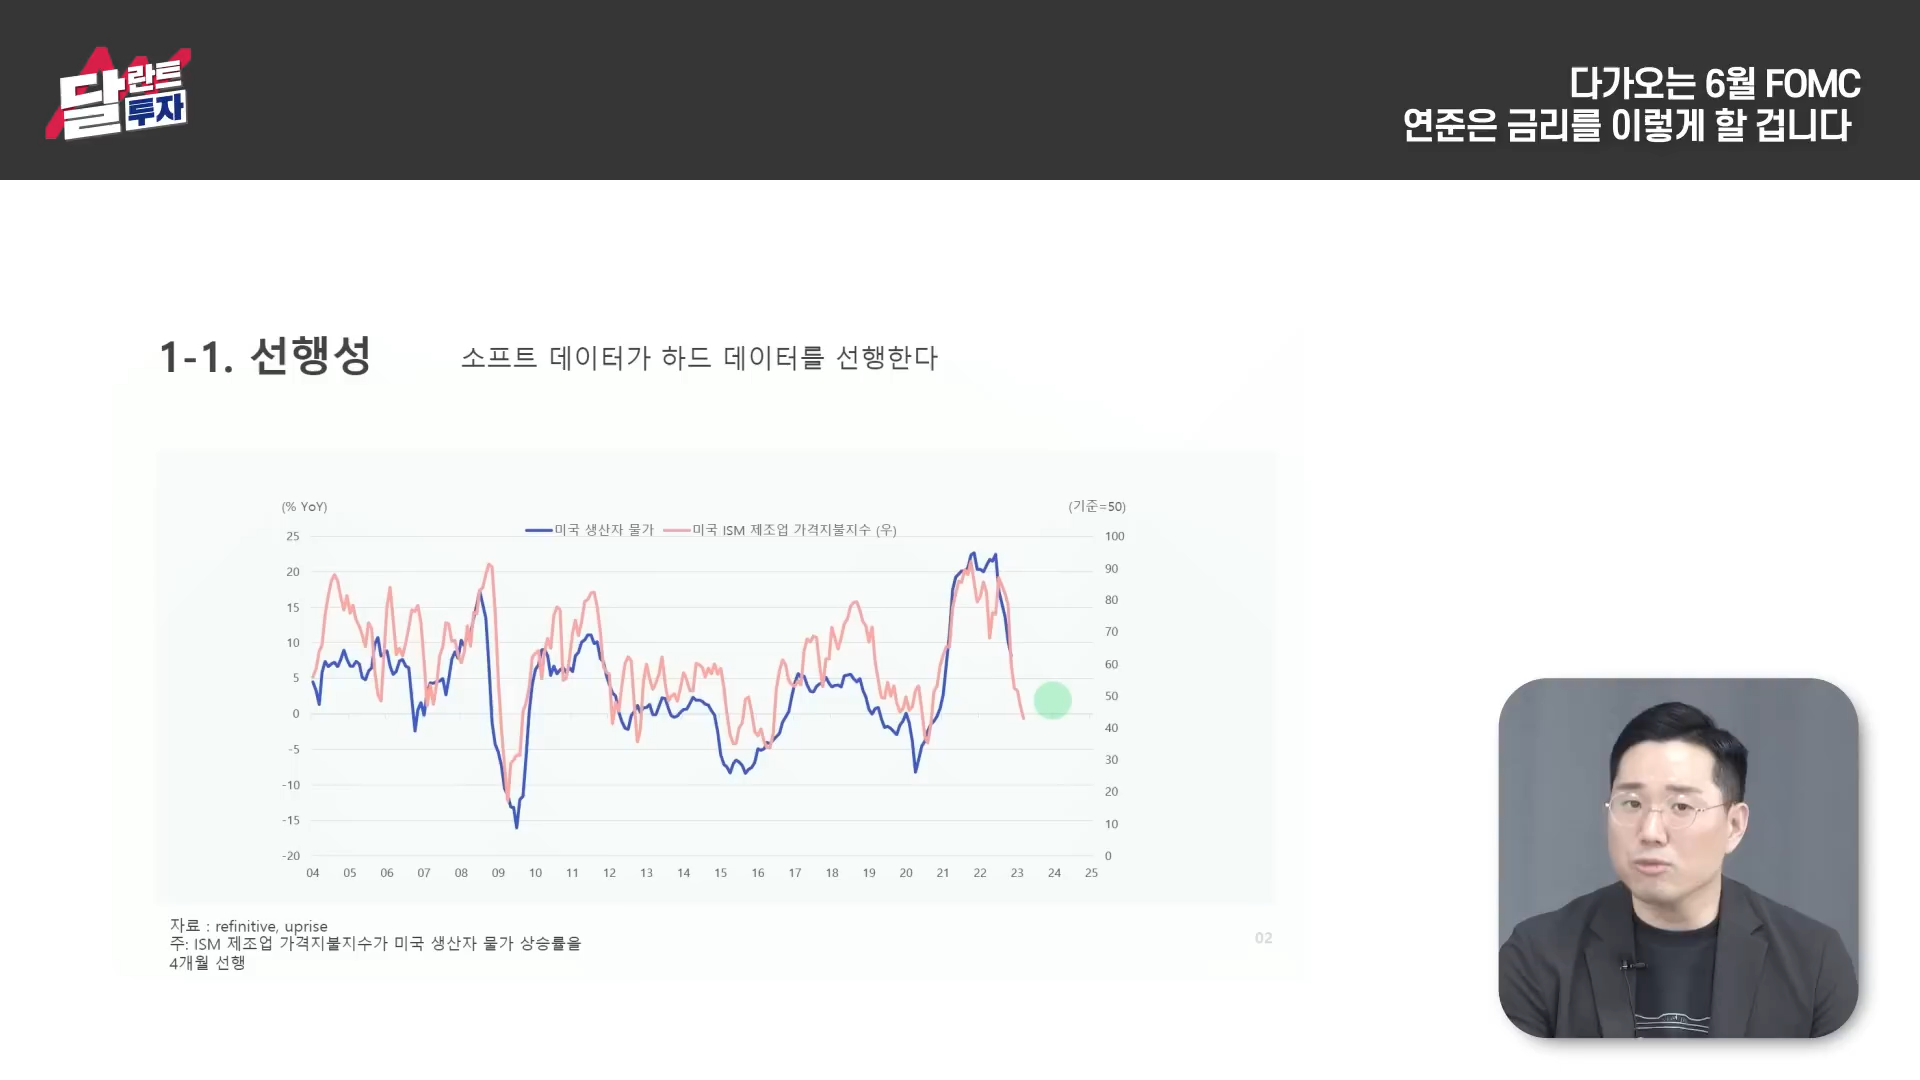 달란트
투자
다가오는 6월 FOMC
연준은 금리를 이렇게 할 겁니다
1-1. 선행성
소프트 데이터가 하드 데이터를 선행한다
(% YoY)
(기준=50)
미국 생산자 물가 미국 ISM 제조업 가격지불지수 (우)
25
20
15
10
5
0
-5
-10
-15
-20
100
90
80
70
60
50
40
30
20
10
0
04 05 06 07 08 09 10 11 12 13 14 15 16 17 18 19 20 21 22 23 24 25
자료 : refinitive, uprise
주: ISM 제조업 가격지불지수가 미국 생산자 물가 상승률을
4개월 선행
02